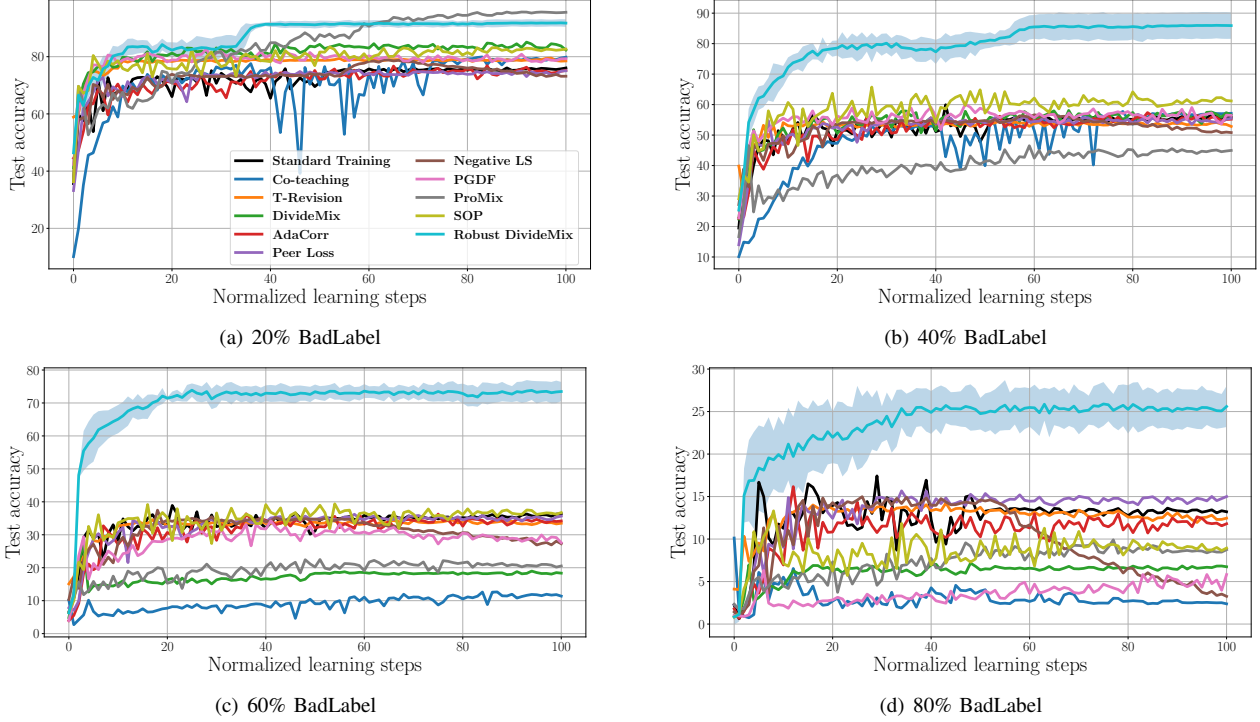 80
60
40
20
Test accuracy
0
20
40
60
80
100
Normalized learning steps
Standard Training
Co-teaching
T-Revision
DivideMix
AdaCorr
Peer Loss
Negative LS
PGDF
ProMix
SOP
Robust DivideMix
(a) 20% BadLabel
90
80
70
60
50
40
30
20
10
Test accuracy
0
20
40
60
80
100
Normalized learning steps
(b) 40% BadLabel
80
70
60
50
40
30
20
10
0
Test accuracy
0
20
40
60
80
100
Normalized learning steps
(c) 60% BadLabel
30
25
20
15
10
5
0
Test accuracy
0
20
40
60
80
100
Normalized learning steps
(d) 80% BadLabel